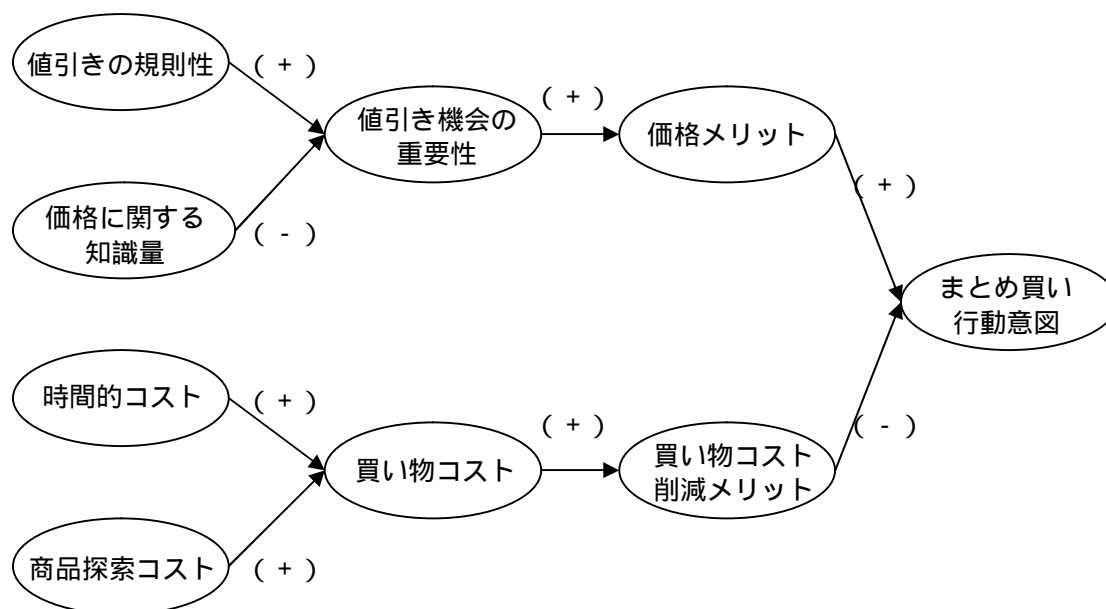 値引きの規則性
( + )
価格に関する
知識量
( - )
値引き機会の
重要性
( + )
価格メリット
( + )
時間的コスト
( + )
商品探索コスト
( + )
買い物コスト
( + )
買い物コスト
削減メリット
( - )
まとめ買い
行動意図